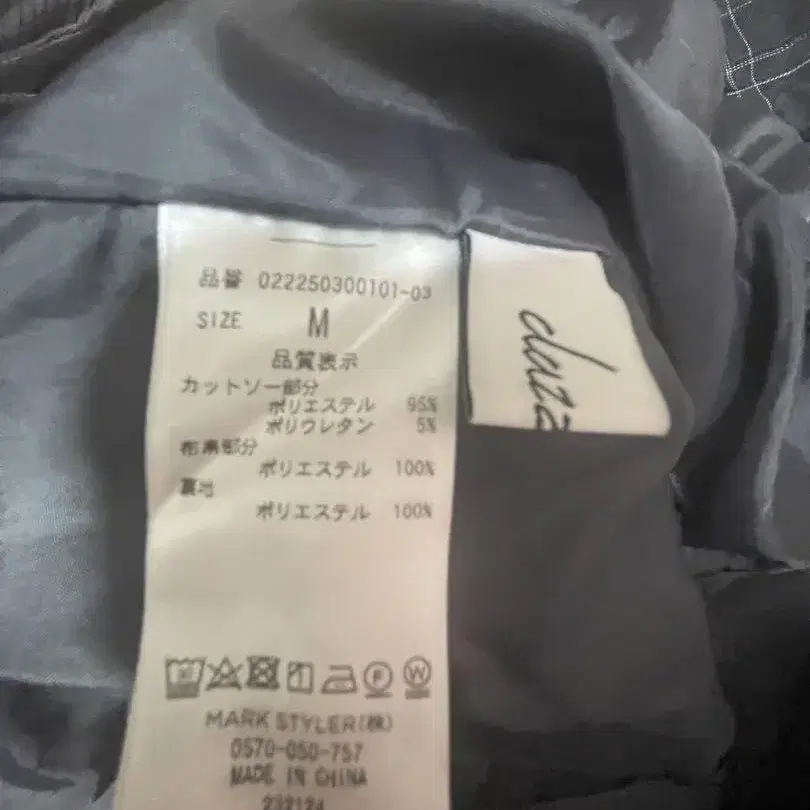 品番 022250300101-03
SIZE M
品質表示
カットソー部分
ポリエステル 95%
ポリウレタン 5%
布帛部分
ポリエステル 100%
裏地
ポリエステル 100%
F W
MARK STYLER(株)
0570-050-757
MADE IN CHINA
232124
daz